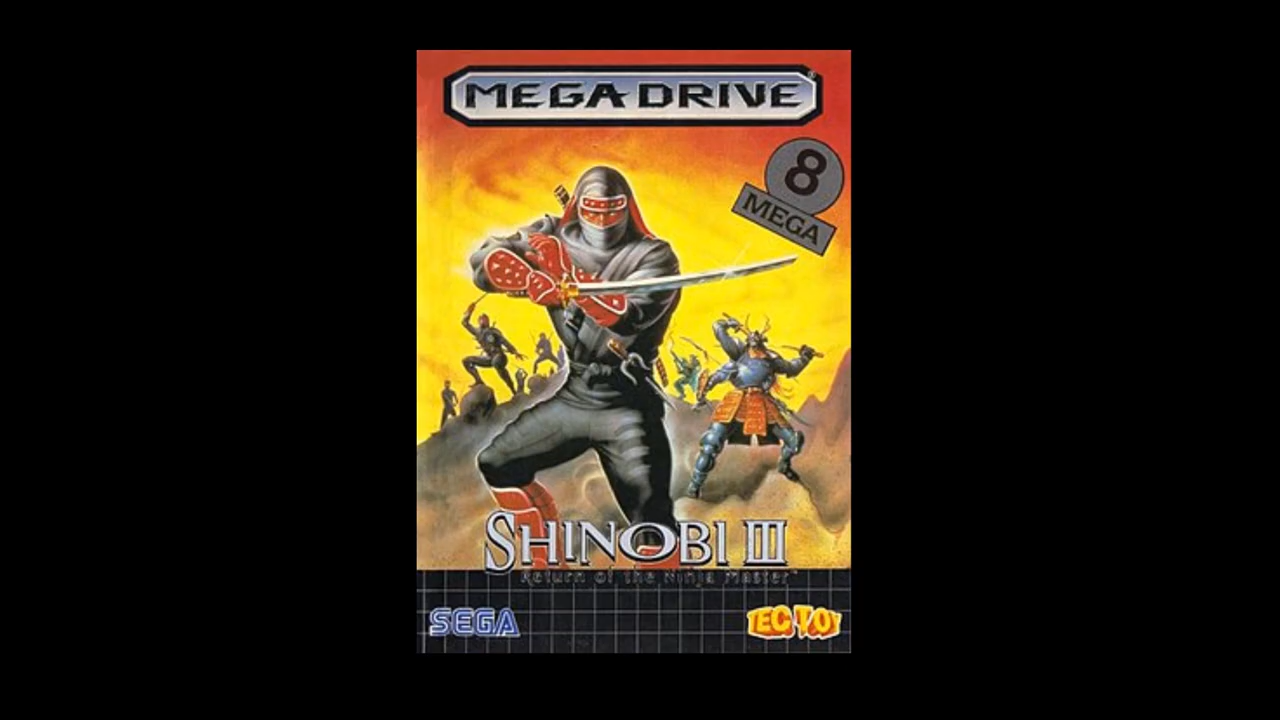 MEGA DRIVE
8
MEGA
SHINOBI III
Return of the Ninja Master
SEGA
TEC TOY